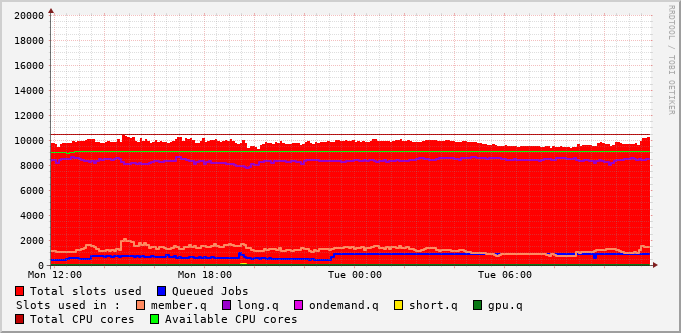 RRDTOOL / TOBI OETIKER
20000
18000
16000
14000
12000
10000
8000
6000
4000
2000
0
Mon 12:00 Mon 18:00 Tue 00:00 Tue 06:00
Total slots used Queued Jobs
Slots used in : member.q long.q ondemand.q short.q gpu.q
Total CPU cores Available CPU cores